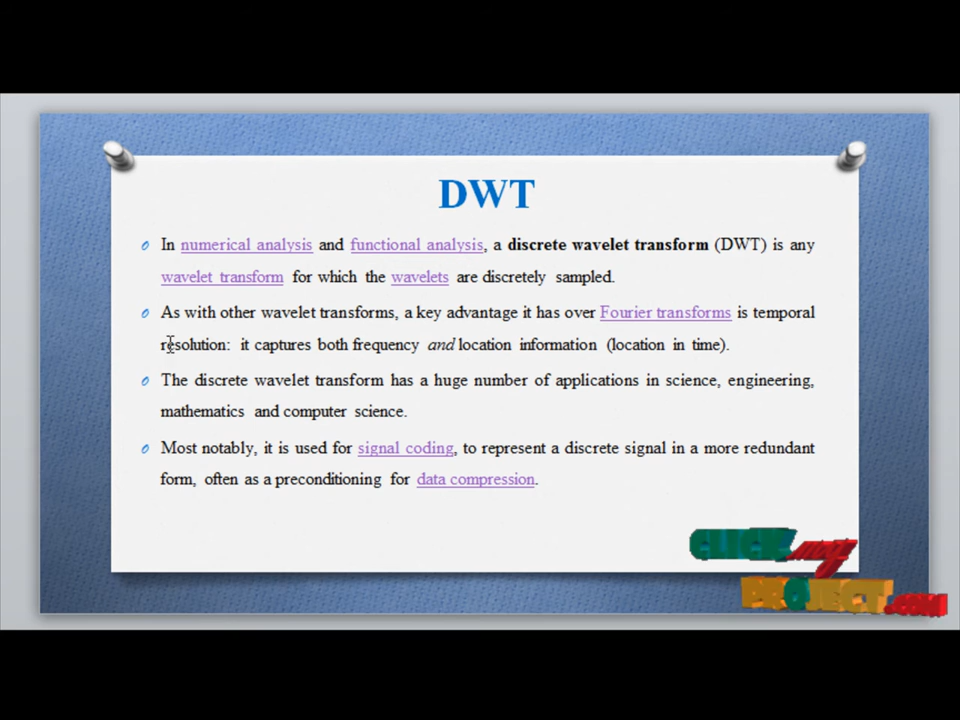 DWT
In numerical analysis and functional analysis, a discrete wavelet transform (DWT) is any
wavelet transform for which the wavelets are discretely sampled.
As with other wavelet transforms, a key advantage it has over Fourier transforms is temporal
resolution: it captures both frequency and location information (location in time).
The discrete wavelet transform has a huge number of applications in science, engineering,
mathematics and computer science.
Most notably, it is used for signal coding, to represent a discrete signal in a more redundant
form, often as a preconditioning for data compression.
CLICK MY
PROJECT.COM